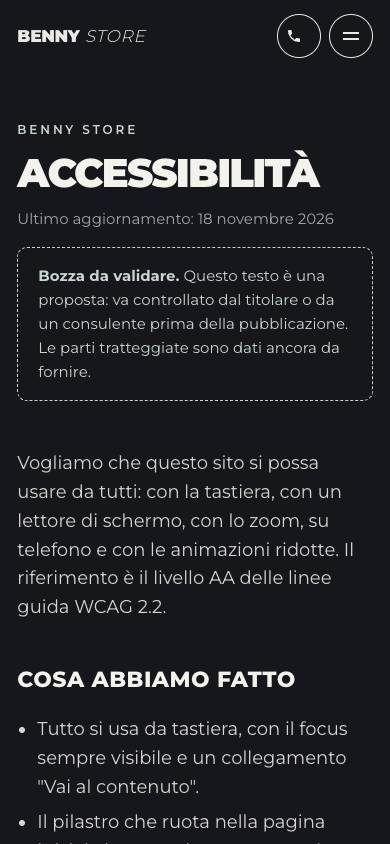 BENNY STORE
BENNY STORE
ACCESSIBILITÀ
Ultimo aggiornamento: 18 novembre 2026
Bozza da validare. Questo testo è una
proposta: va controllato dal titolare o da
un consulente prima della pubblicazione.
Le parti tratteggiate sono dati ancora da
fornire.
Vogliamo che questo sito si possa
usare da tutti: con la tastiera, con un
lettore di schermo, con lo zoom, su
telefono e con le animazioni ridotte. Il
riferimento è il livello AA delle linee
guida WCAG 2.2.
COSA ABBIAMO FATTO
• Tutto si usa da tastiera, con il focus
sempre visibile e un collegamento
"Vai al contenuto".
• Il pilastro che ruota nella pagina